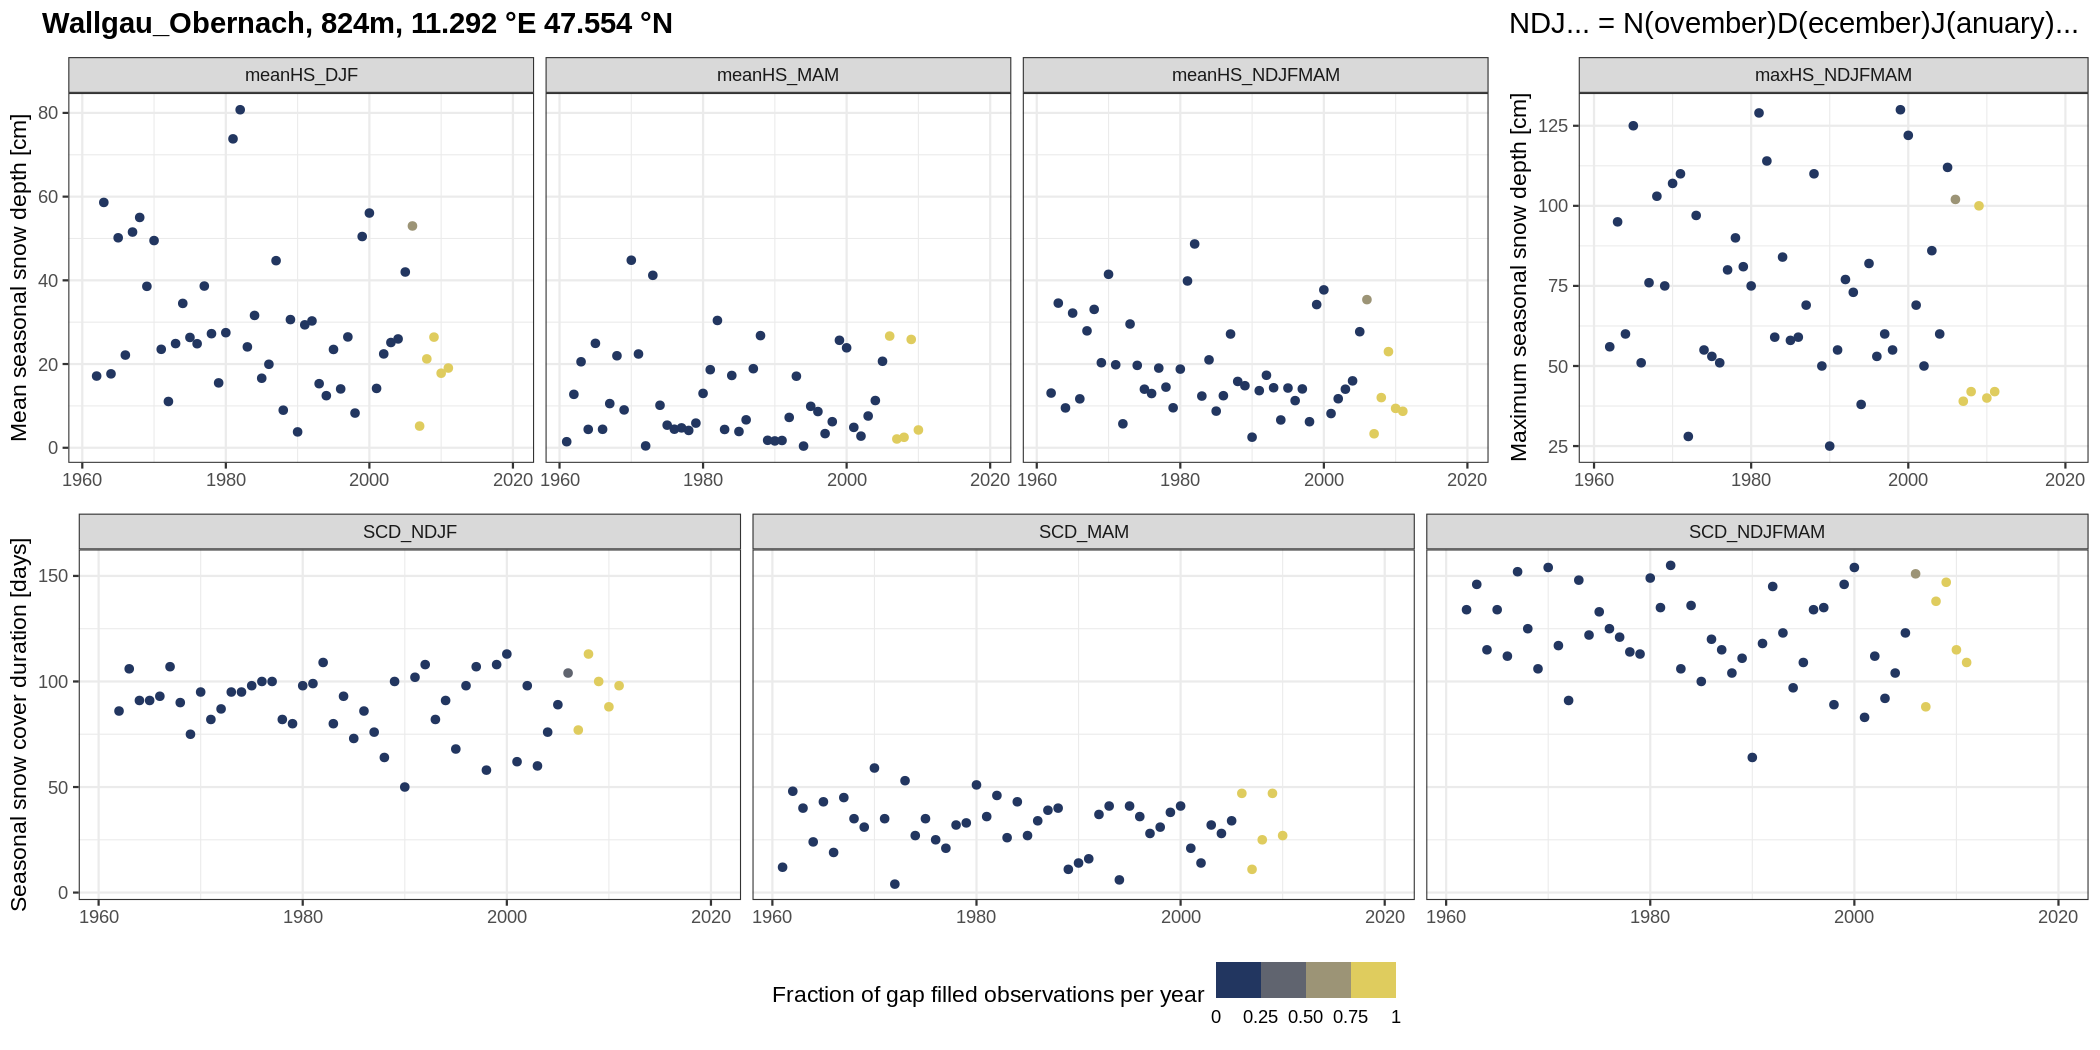 Wallgau_Obernach, 824m, 11.292 °E 47.554 °N
NDJ... = N(ovember)D(ecember)J(anuary)...
meanHS_DJF
meanHS_MAM
meanHS_NDJFMAM
maxHS_NDJFMAM
Mean seasonal snow depth [cm]
80
60
40
20
0
1960 1980 2000 2020
1960 1980 2000 2020
1960 1980 2000 2020
Maximum seasonal snow depth [cm]
125
100
75
50
25
1960 1980 2000 2020
SCD_NDJF
SCD_MAM
SCD_NDJFMAM
Seasonal snow cover duration [days]
150
100
50
0
1960 1980 2000 2020
1960 1980 2000 2020
1960 1980 2000 2020
Fraction of gap filled observations per year
0 0.25 0.50 0.75 1